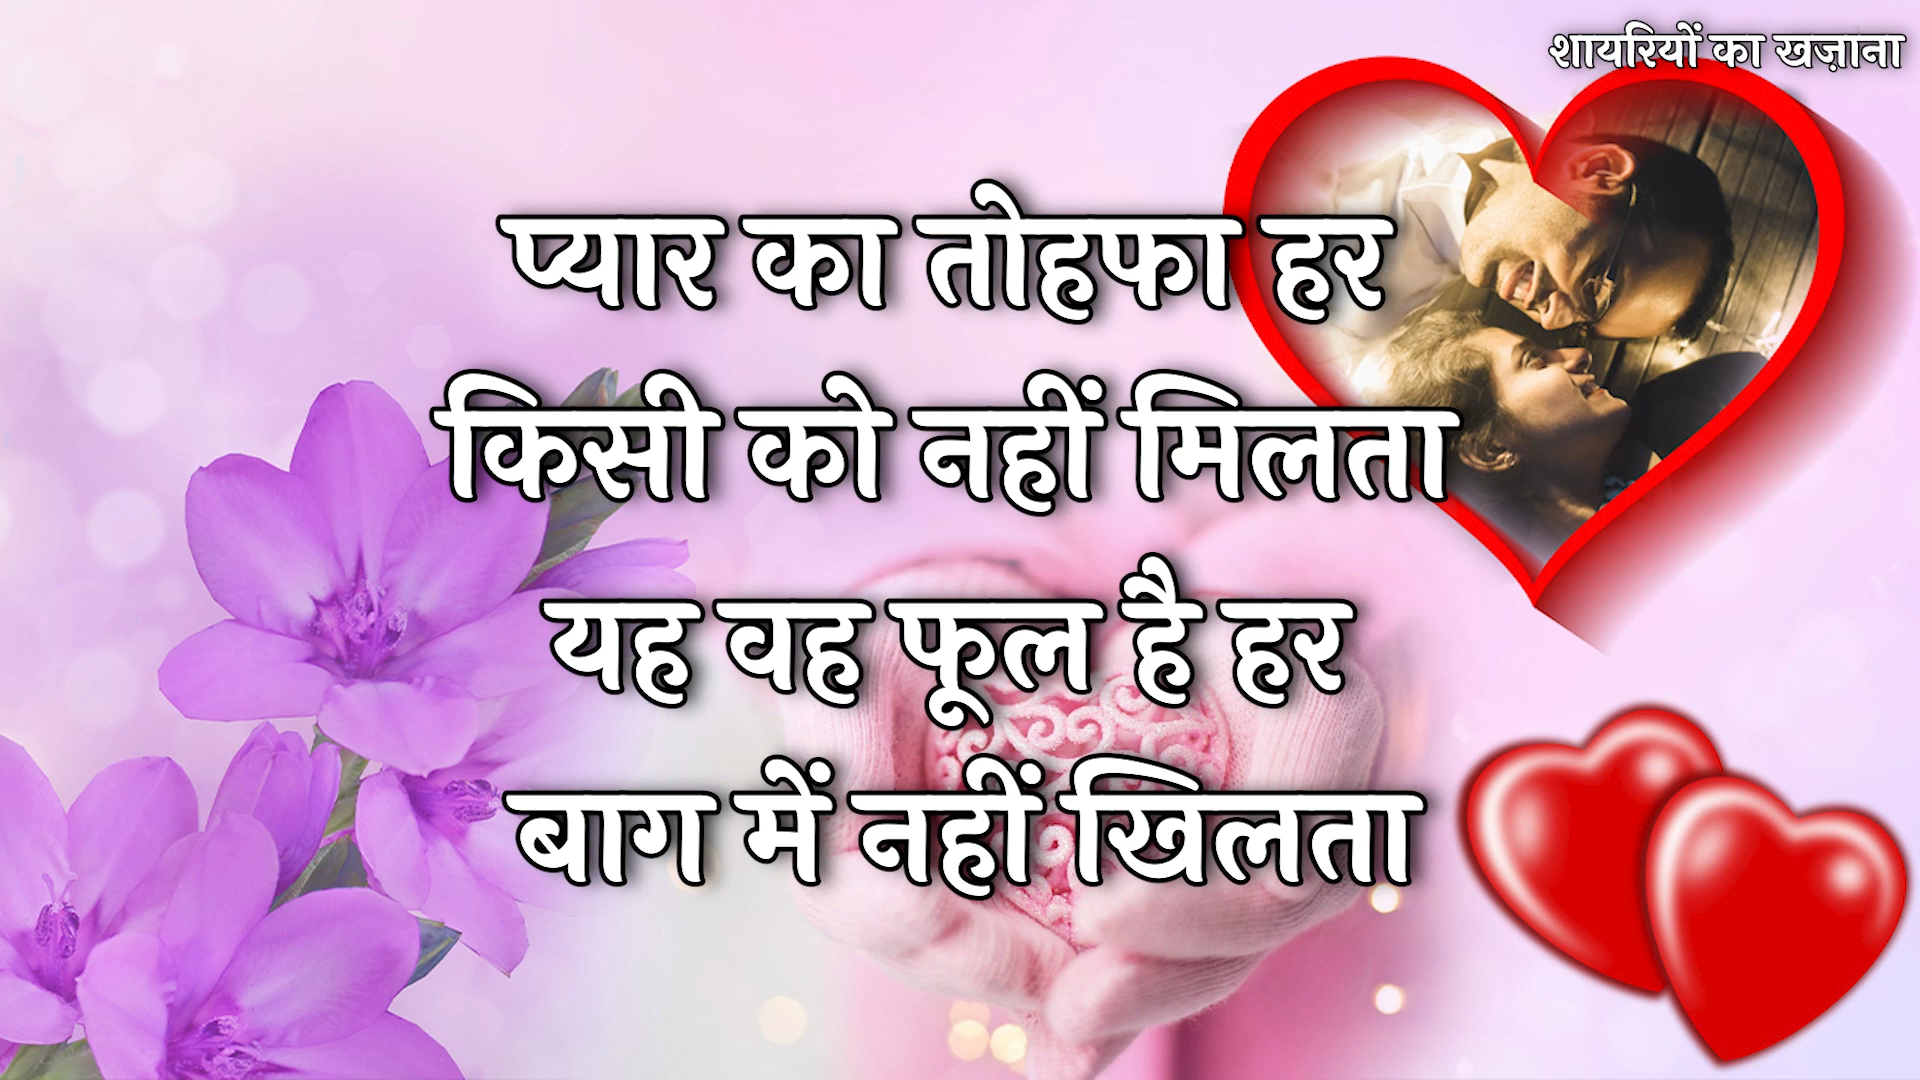 शायरियों का खज़ाना
प्यार का तोहफा हर
किसी को नहीं मिलता
यह वह फूल है हर
बाग में नहीं खिलता